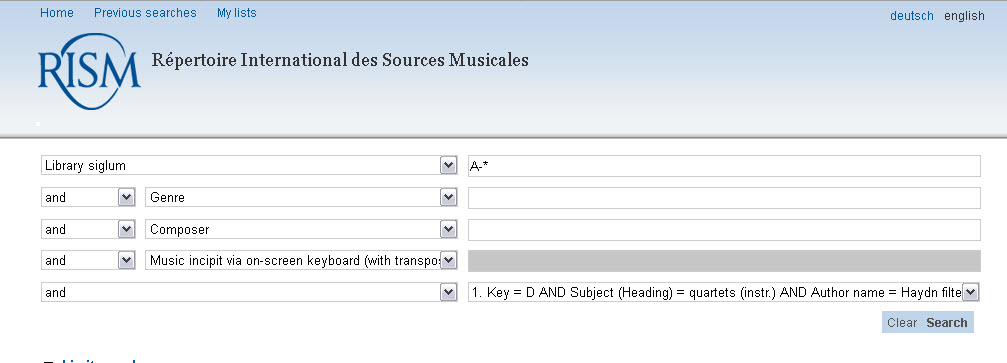 Home Previous searches My lists deutsch english
RISM Répertoire International des Sources Musicales
Library siglum A-*
and Genre
and Composer
and Music incipit via on-screen keyboard (with transpo
and 1. Key = D AND Subject (Heading) = quartets (instr.) AND Author name = Haydn filte
Clear Search